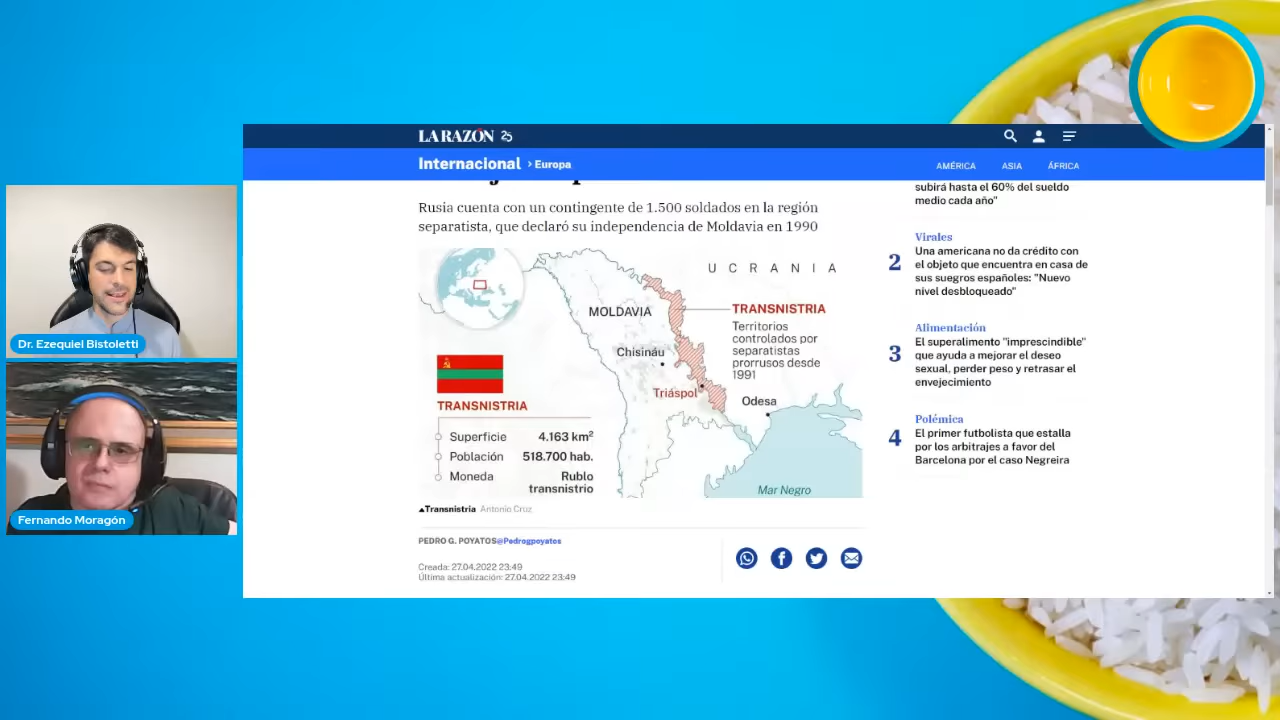 LA RAZÓN 25
Internacional › Europa
AMÉRICA ASIA ÁFRICA
Rusia cuenta con un contingente de 1.500 soldados en la región
separatista, que declaró su independencia de Moldavia en 1990
UCRANIA
MOLDAVIA
TRANSNISTRIA
Territorios
controlados por
separatistas
prorrusos desde
1991
Chisináu
Triáspol
Odesa
Mar Negro
TRANSNISTRIA
Superficie 4.163 km²
Población 518.700 hab.
Moneda Rublo
transnistrio
▲Transnistria Antonio Cruz
PEDRO G. POYATOS@Pedrogpoyatos
Creada: 27.04.2022 23:49
Última actualización: 27.04.2022 23:49
subirá hasta el 60% del sueldo
medio cada año"
2
Virales
Una americana no da crédito con
el objeto que encuentra en casa de
sus suegros españoles: "Nuevo
nivel desbloqueado"
3
Alimentación
El superalimento "imprescindible"
que ayuda a mejorar el deseo
sexual, perder peso y retrasar el
envejecimiento
4
Polémica
El primer futbolista que estalla
por los arbitrajes a favor del
Barcelona por el caso Negreira
Dr. Ezequiel Bistoletti
Fernando Moragón